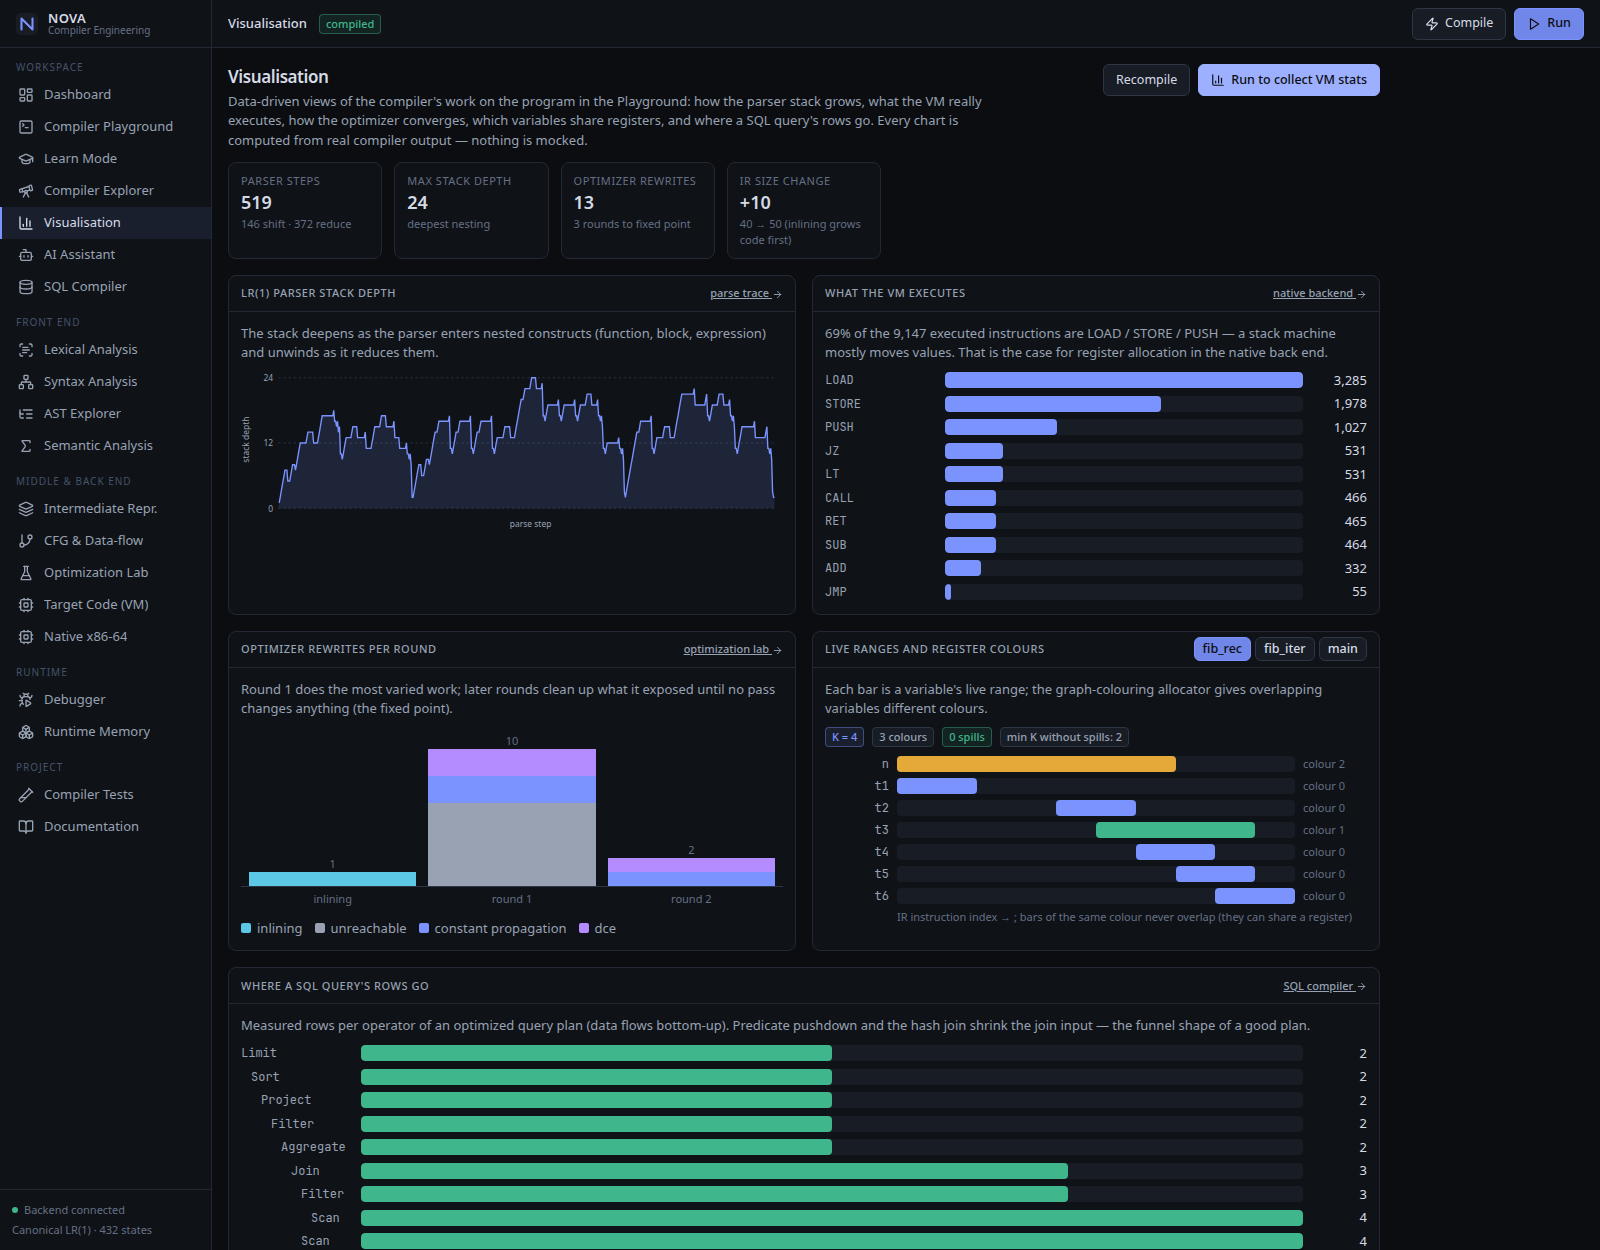 NOVA
Compiler Engineering
WORKSPACE
Dashboard
Compiler Playground
Learn Mode
Compiler Explorer
Visualisation
AI Assistant
SQL Compiler
FRONT END
Lexical Analysis
Syntax Analysis
AST Explorer
Semantic Analysis
MIDDLE & BACK END
Intermediate Repr.
CFG & Data-flow
Optimization Lab
Target Code (VM)
Native x86-64
RUNTIME
Debugger
Runtime Memory
PROJECT
Compiler Tests
Documentation
Backend connected
Canonical LR(1) · 432 states
Visualisation compiled
Compile Run
Visualisation
Recompile Run to collect VM stats
Data-driven views of the compiler's work on the program in the Playground: how the parser stack grows, what the VM really
executes, how the optimizer converges, which variables share registers, and where a SQL query's rows go. Every chart is
computed from real compiler output — nothing is mocked.
PARSER STEPS
519
146 shift · 372 reduce
MAX STACK DEPTH
24
deepest nesting
OPTIMIZER REWRITES
13
3 rounds to fixed point
IR SIZE CHANGE
+10
40 → 50 (inlining grows
code first)
LR(1) PARSER STACK DEPTH parse trace →
The stack deepens as the parser enters nested constructs (function, block, expression)
and unwinds as it reduces them.
24
12
0
stack depth
parse step
WHAT THE VM EXECUTES native backend →
69% of the 9,147 executed instructions are LOAD / STORE / PUSH — a stack machine
mostly moves values. That is the case for register allocation in the native back end.
LOAD 3,285
STORE 1,978
PUSH 1,027
JZ 531
LT 531
CALL 466
RET 465
SUB 464
ADD 332
JMP 55
OPTIMIZER REWRITES PER ROUND optimization lab →
Round 1 does the most varied work; later rounds clean up what it exposed until no pass
changes anything (the fixed point).
1
10
2
inlining round 1 round 2
inlining unreachable constant propagation dce
LIVE RANGES AND REGISTER COLOURS fib_rec fib_iter main
Each bar is a variable's live range; the graph-colouring allocator gives overlapping
variables different colours.
K = 4 3 colours 0 spills min K without spills: 2
n colour 2
t1 colour 0
t2 colour 0
t3 colour 1
t4 colour 0
t5 colour 0
t6 colour 0
IR instruction index → ; bars of the same colour never overlap (they can share a register)
WHERE A SQL QUERY'S ROWS GO SQL compiler →
Measured rows per operator of an optimized query plan (data flows bottom-up). Predicate pushdown and the hash join shrink the join input — the funnel shape of a good plan.
Limit 2
Sort 2
Project 2
Filter 2
Aggregate 2
Join 3
Filter 3
Scan 4
Scan 4